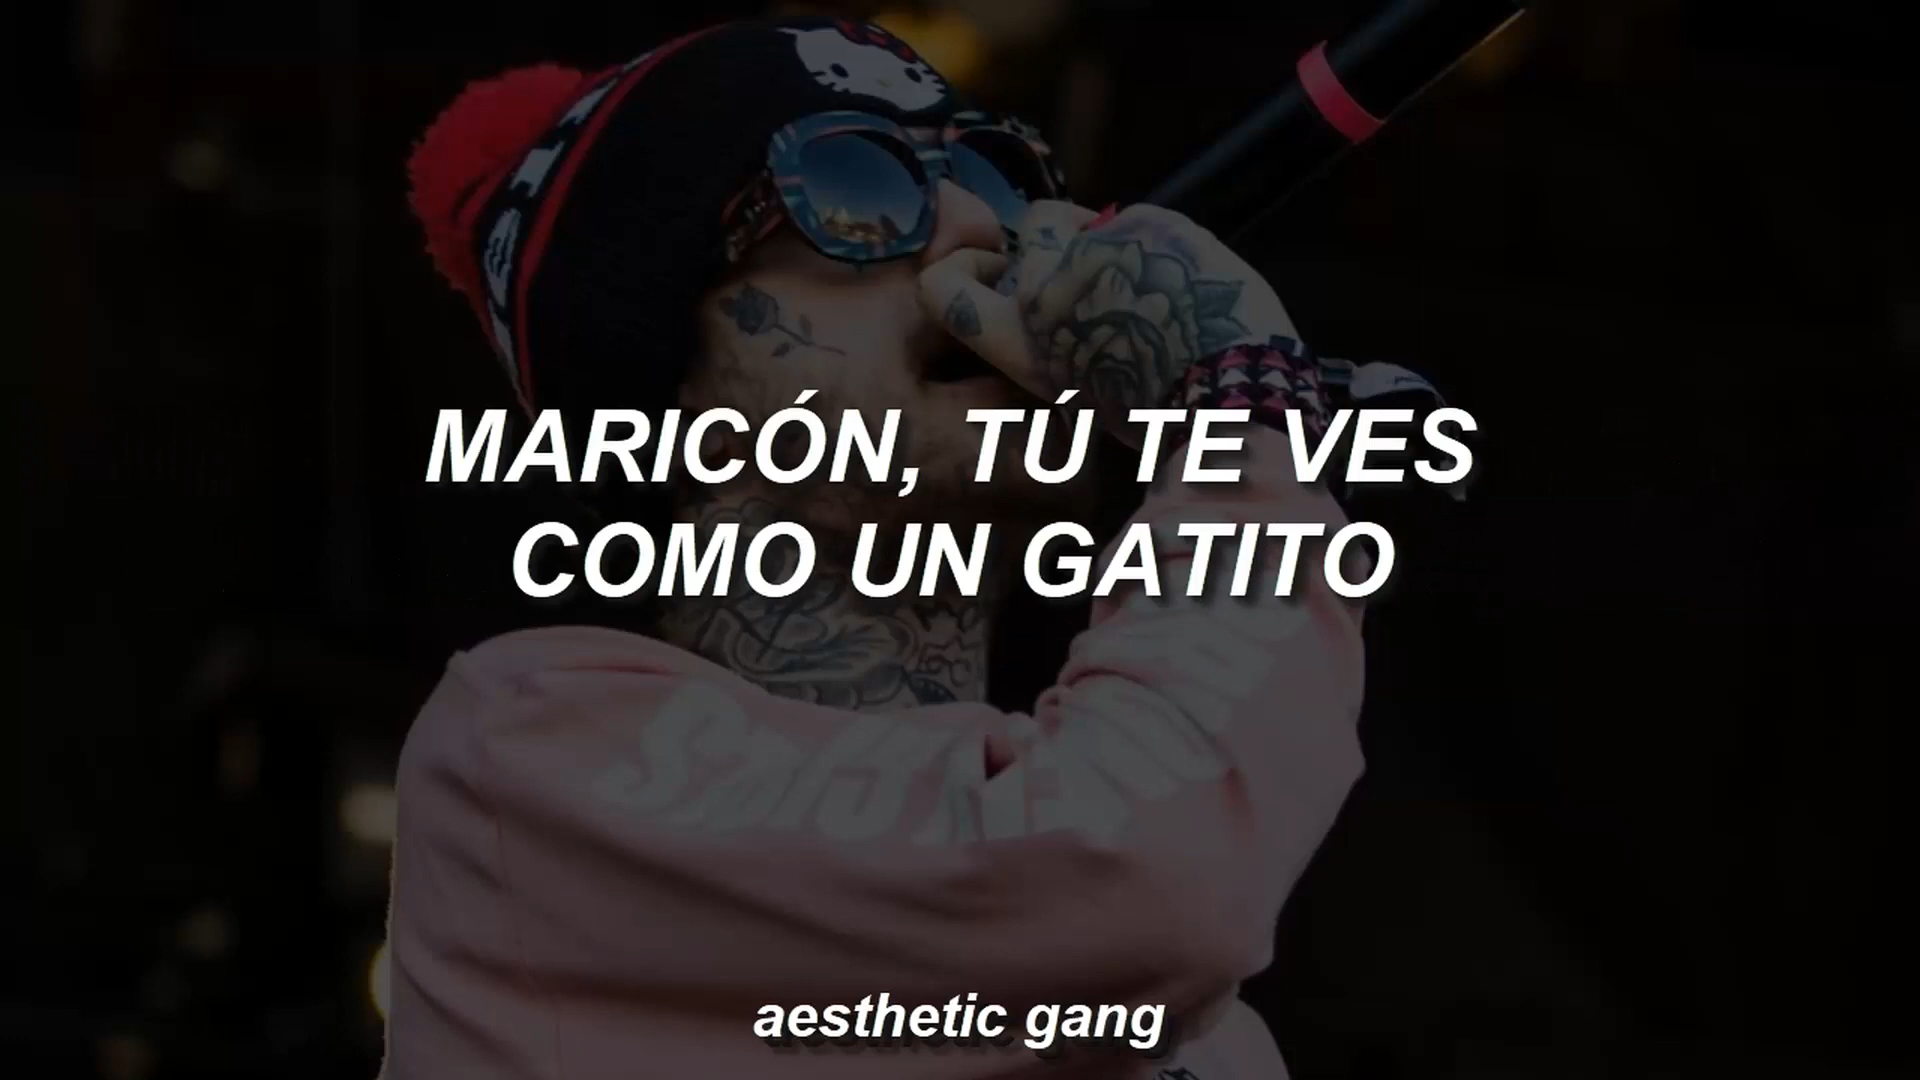 MARICÓN, TÚ TE VES
COMO UN GATITO
aesthetic gang